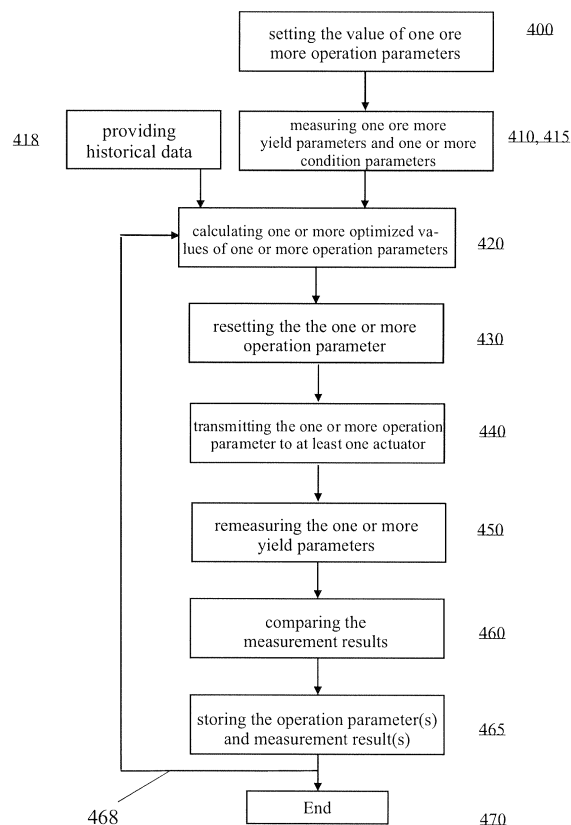 setting the value of one ore
more operation parameters
400
418
providing
historical data
measuring one ore more
yield parameters and one or more
condition parameters
410, 415
calculating one or more optimized va-
lues of one or more operation parameters
420
resetting the the one or more
operation parameter
430
transmitting the one or more operation
parameter to at least one actuator
440
remeasuring the one or more
yield parameters
450
comparing the
measurement results
460
storing the operation parameter(s)
and measurement result(s)
465
468
End
470